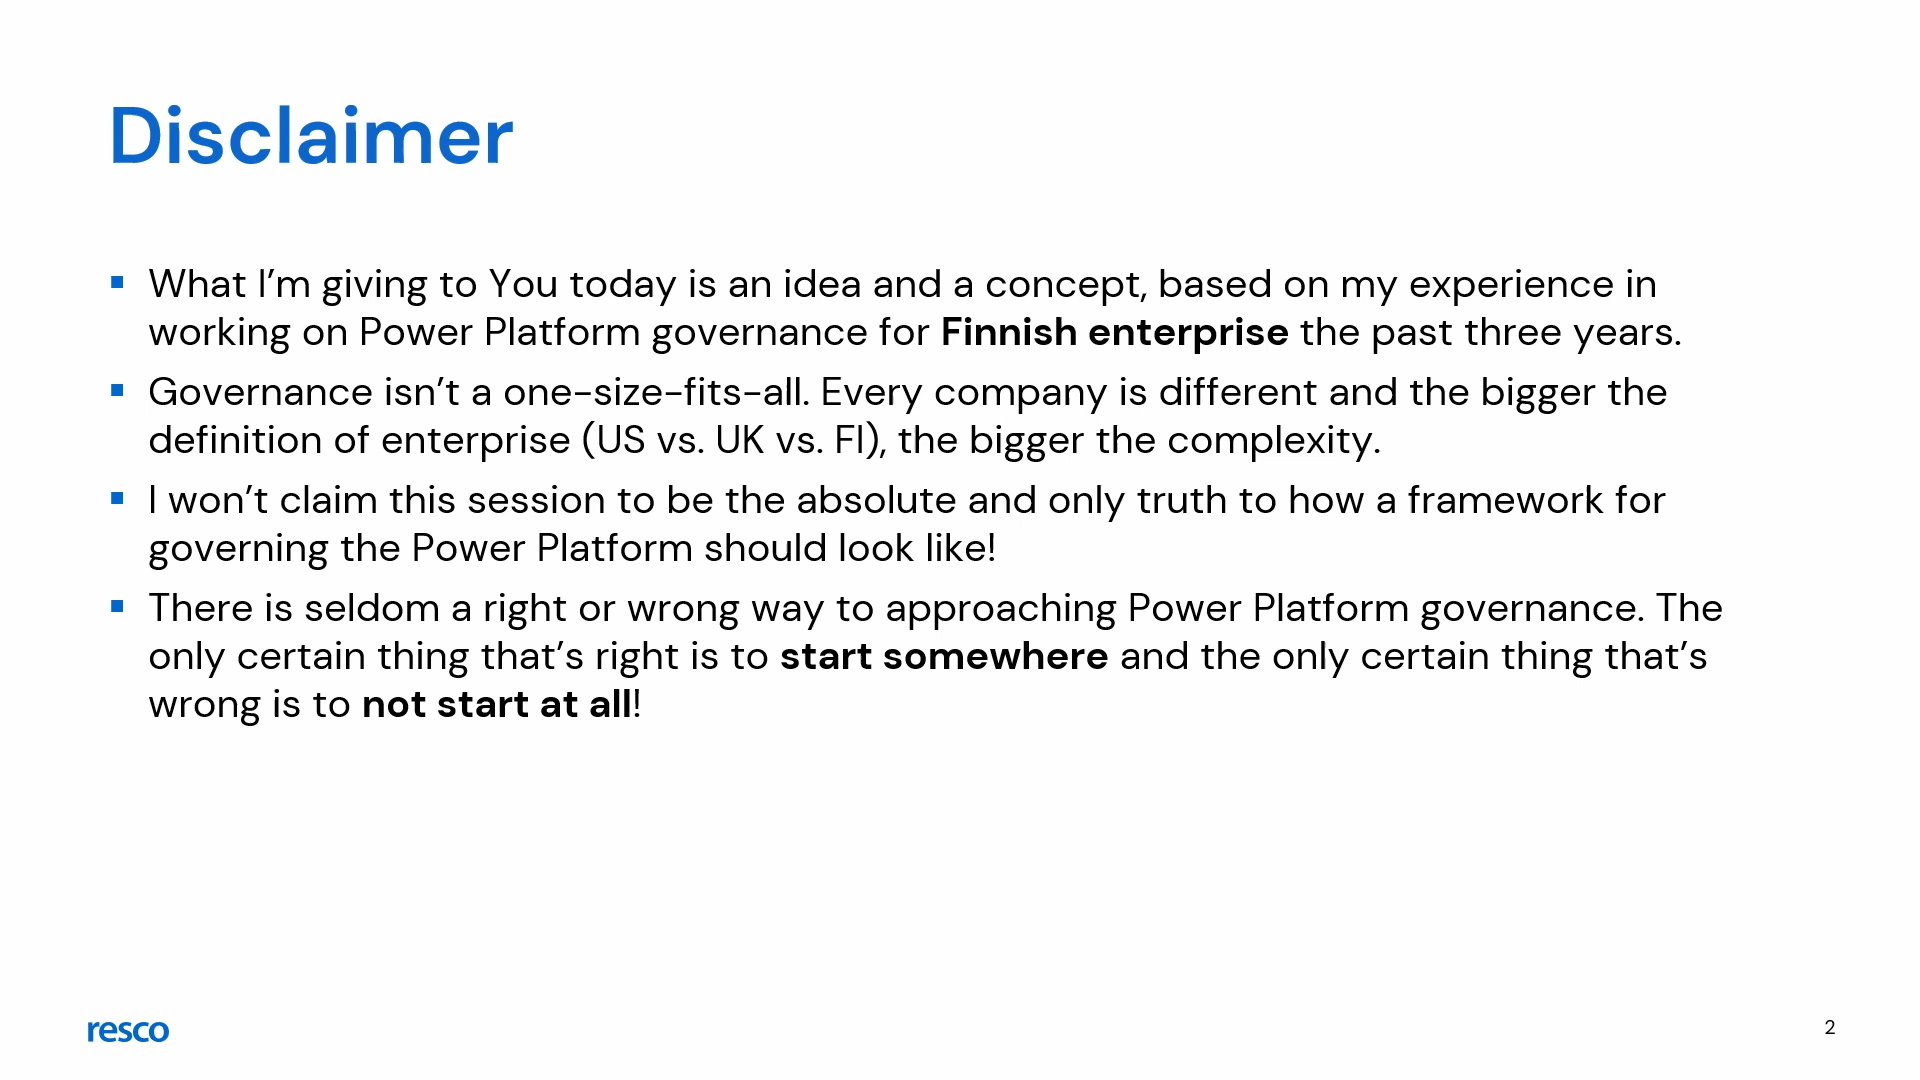 Disclaimer
▪ What I’m giving to You today is an idea and a concept, based on my experience in
working on Power Platform governance for Finnish enterprise the past three years.
▪ Governance isn’t a one-size-fits-all. Every company is different and the bigger the
definition of enterprise (US vs. UK vs. FI), the bigger the complexity.
▪ I won’t claim this session to be the absolute and only truth to how a framework for
governing the Power Platform should look like!
▪ There is seldom a right or wrong way to approaching Power Platform governance. The
only certain thing that’s right is to start somewhere and the only certain thing that’s
wrong is to not start at all!
resco
2